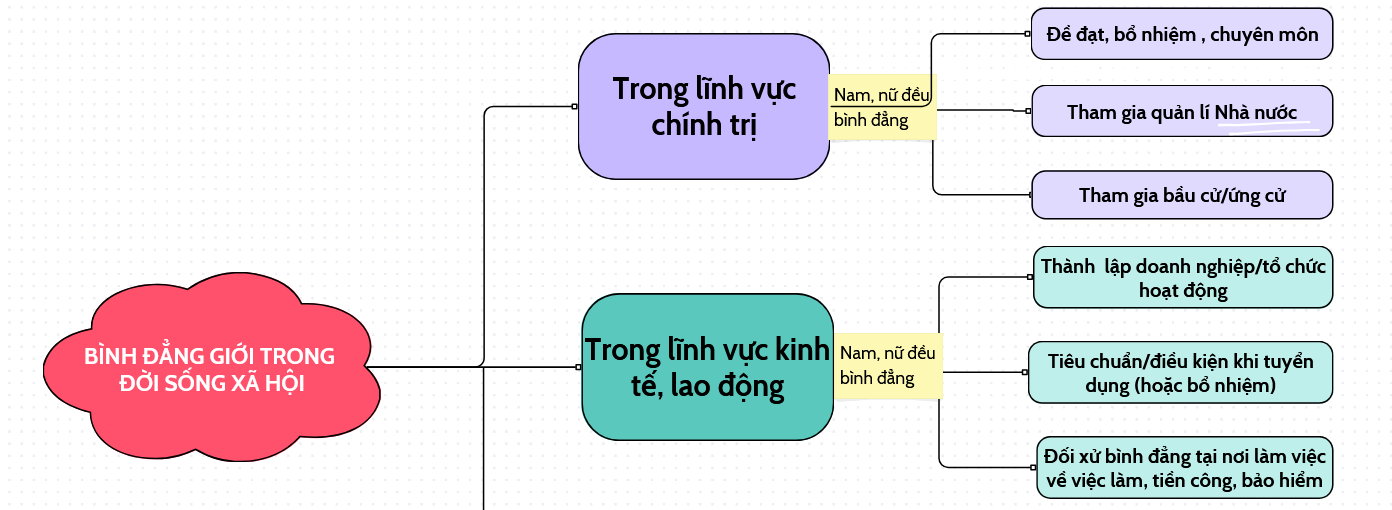 Đề đạt, bổ nhiệm , chuyên môn
Trong lĩnh vực
chính trị
Nam, nữ đều
bình đẳng
Tham gia quản lí Nhà nước
Tham gia bầu cử/ứng cử
BÌNH ĐẲNG GIỚI TRONG
ĐỜI SỐNG XÃ HỘI
Trong lĩnh vực kinh
tế, lao động
Nam, nữ đều
bình đẳng
Thành lập doanh nghiệp/tổ chức
hoạt động
Tiêu chuẩn/điều kiện khi tuyển
dụng (hoặc bổ nhiệm)
Đối xử bình đẳng tại nơi làm việc
về việc làm, tiền công, bảo hiểm